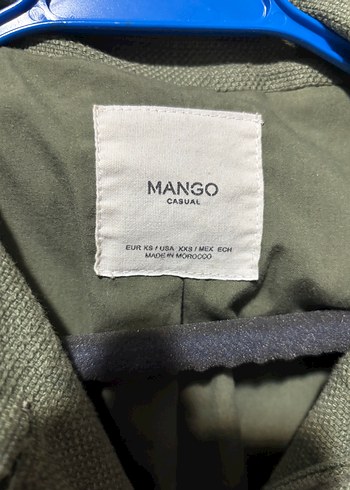 MANGO
CASUAL
EUR XS / USA XXS / MEX ECH
MADE IN MOROCCO